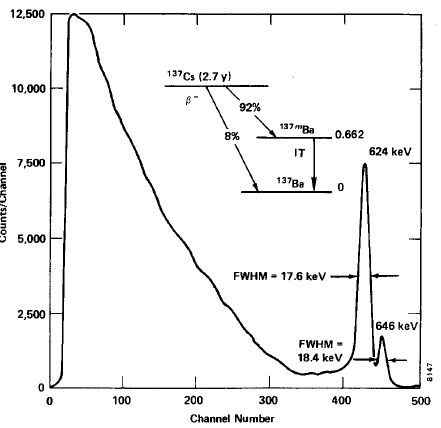 12,500
10,000
7,500
5,000
2,500
0
Counts/Channel
137Cs (2.7 y)
β−
92%
8%
137mBa
0.662
IT
137Ba
0
624 keV
FWHM = 17.6 keV
646 keV
FWHM =
18.4 keV
8147
0 100 200 300 400 500
Channel Number